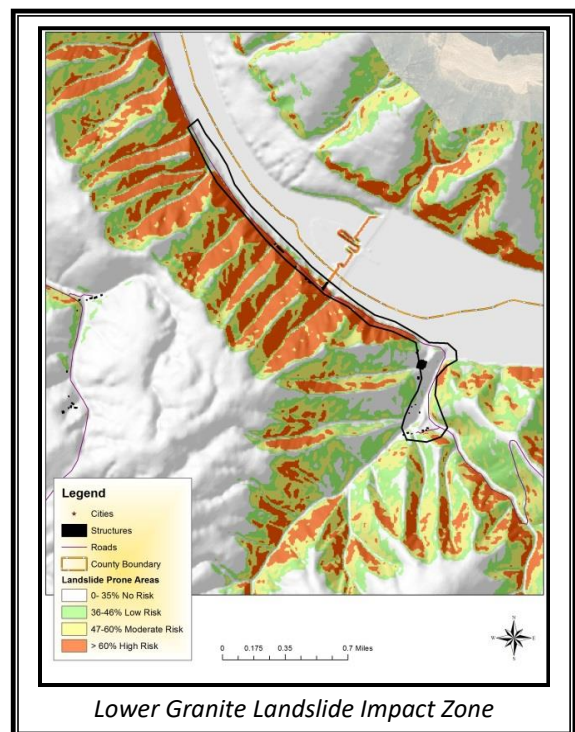 Legend
Cities
Structures
Roads
County Boundary
Landslide Prone Areas
0- 35% No Risk
36-46% Low Risk
47-60% Moderate Risk
> 60% High Risk
0 0.175 0.35 0.7 Miles
N
W E
S
Lower Granite Landslide Impact Zone